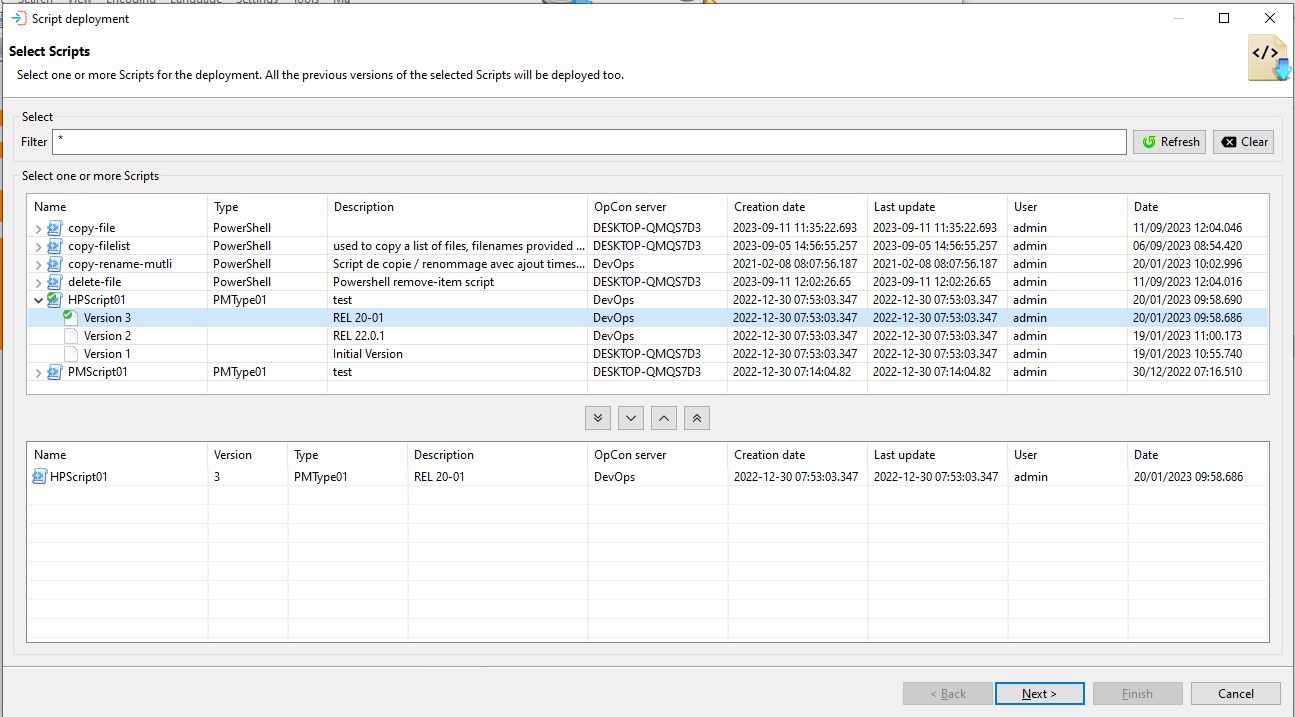 Search View Encoding Language Settings Tools Ma
Script deployment
Select Scripts
Select one or more Scripts for the deployment. All the previous versions of the selected Scripts will be deployed too.
</>
Select
Filter * Refresh Clear
Select one or more Scripts
Name Type Description OpCon server Creation date Last update User Date
copy-file PowerShell DESKTOP-QMQS7D3 2023-09-11 11:35:22.693 2023-09-11 11:35:22.693 admin 11/09/2023 12:04.046
copy-filelist PowerShell used to copy a list of files, filenames provided ... DESKTOP-QMQS7D3 2023-09-05 14:56:55.257 2023-09-05 14:56:55.257 admin 06/09/2023 08:54.420
copy-rename-mutli PowerShell Script de copie / renommage avec ajout times... DevOps 2021-02-08 08:07:56.187 2021-02-08 08:07:56.187 admin 20/01/2023 10:02.996
delete-file PowerShell Powershell remove-item script DESKTOP-QMQS7D3 2023-09-11 12:02:26.65 2023-09-11 12:02:26.65 admin 11/09/2023 12:04.016
HPScript01 PMType01 test DevOps 2022-12-30 07:53:03.347 2022-12-30 07:53:03.347 admin 20/01/2023 09:58.690
Version 3 REL 20-01 DevOps 2022-12-30 07:53:03.347 2022-12-30 07:53:03.347 admin 20/01/2023 09:58.686
Version 2 REL 22.0.1 DevOps 2022-12-30 07:53:03.347 2022-12-30 07:53:03.347 admin 19/01/2023 11:00.173
Version 1 Initial Version DESKTOP-QMQS7D3 2022-12-30 07:53:03.347 2022-12-30 07:53:03.347 admin 19/01/2023 10:55.740
PMScript01 PMType01 test DESKTOP-QMQS7D3 2022-12-30 07:14:04.82 2022-12-30 07:14:04.82 admin 30/12/2022 07:16.510
Name Version Type Description OpCon server Creation date Last update User Date
HPScript01 3 PMType01 REL 20-01 DevOps 2022-12-30 07:53:03.347 2022-12-30 07:53:03.347 admin 20/01/2023 09:58.686
< Back Next > Finish Cancel